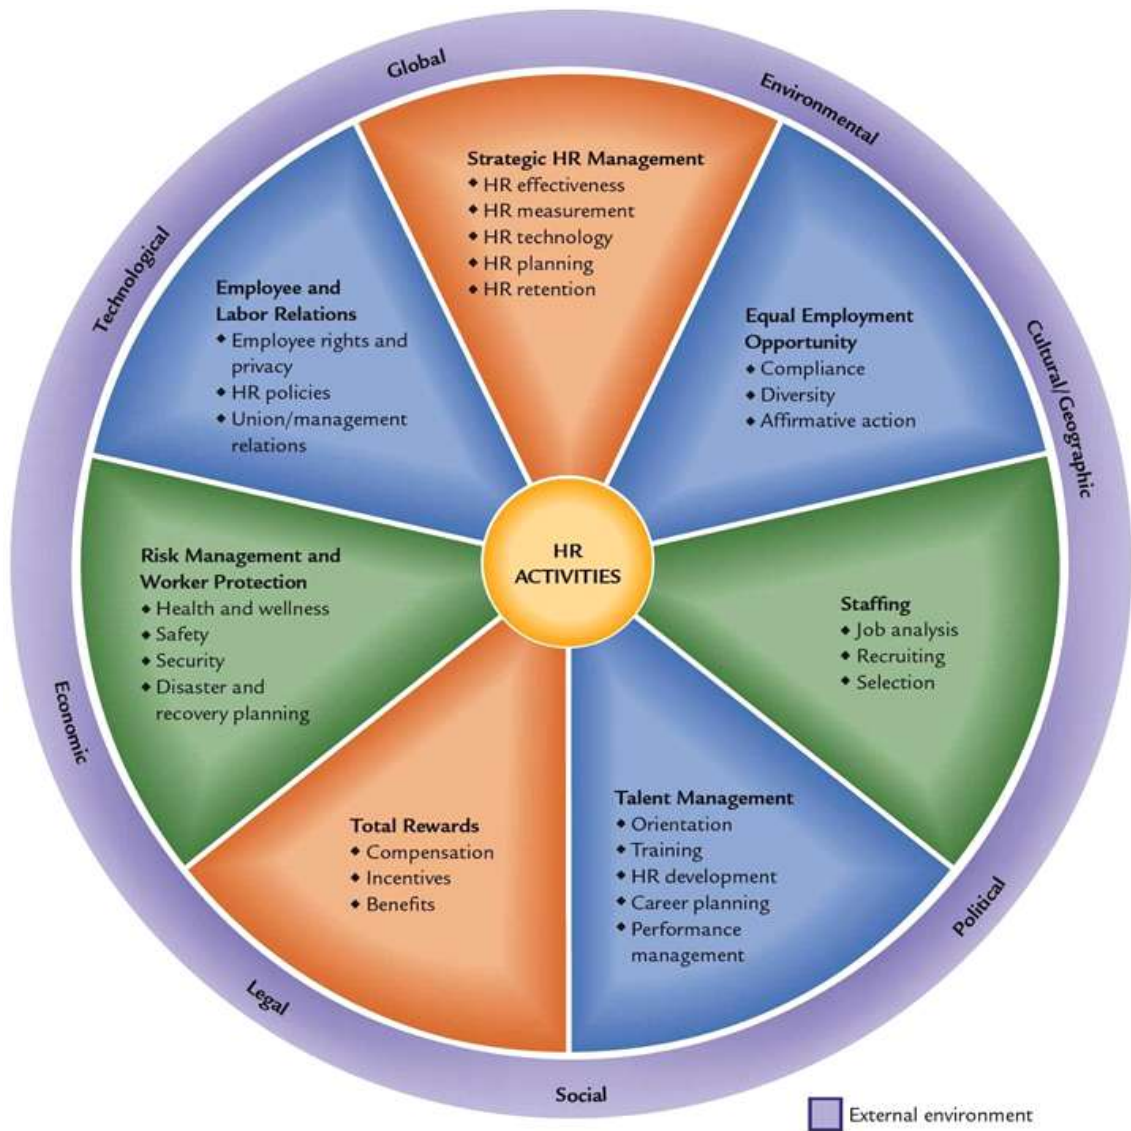 Global
Environmental
Technological
Cultural/Geographic
Economic
Political
Legal
Social
Strategic HR Management
◆ HR effectiveness
◆ HR measurement
◆ HR technology
◆ HR planning
◆ HR retention
Equal Employment
Opportunity
◆ Compliance
◆ Diversity
◆ Affirmative action
Staffing
◆ Job analysis
◆ Recruiting
◆ Selection
Talent Management
◆ Orientation
◆ Training
◆ HR development
◆ Career planning
◆ Performance
management
Total Rewards
◆ Compensation
◆ Incentives
◆ Benefits
Risk Management and
Worker Protection
◆ Health and wellness
◆ Safety
◆ Security
◆ Disaster and
recovery planning
Employee and
Labor Relations
◆ Employee rights and
privacy
◆ HR policies
◆ Union/management
relations
HR
ACTIVITIES
External environment